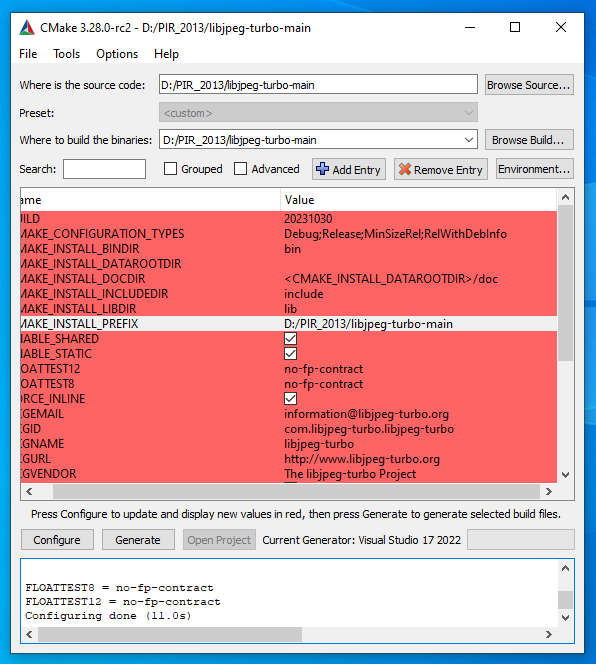 CMake 3.28.0-rc2 - D:/PIR_2013/libjpeg-turbo-main
File Tools Options Help
Where is the source code: D:/PIR_2013/libjpeg-turbo-main Browse Source...
Preset: <custom>
Where to build the binaries: D:/PIR_2013/libjpeg-turbo-main Browse Build...
Search: Grouped Advanced Add Entry Remove Entry Environment...
ame Value
UILD 20231030
MAKE_CONFIGURATION_TYPES Debug;Release;MinSizeRel;RelWithDebInfo
MAKE_INSTALL_BINDIR bin
MAKE_INSTALL_DATAROOTDIR
MAKE_INSTALL_DOCDIR <CMAKE_INSTALL_DATAROOTDIR>/doc
MAKE_INSTALL_INCLUDEDIR include
MAKE_INSTALL_LIBDIR lib
MAKE_INSTALL_PREFIX D:/PIR_2013/libjpeg-turbo-main
NABLE_SHARED
NABLE_STATIC
LOATTEST12 no-fp-contract
LOATTEST8 no-fp-contract
ORCE_INLINE
KGEMAIL information@libjpeg-turbo.org
KGID com.libjpeg-turbo.libjpeg-turbo
KGNAME libjpeg-turbo
KGURL http://www.libjpeg-turbo.org
KGVENDOR The libjpeg-turbo Project
Press Configure to update and display new values in red, then press Generate to generate selected build files.
Configure Generate Open Project Current Generator: Visual Studio 17 2022
FLOATTEST8 = no-fp-contract
FLOATTEST12 = no-fp-contract
Configuring done (11.0s)